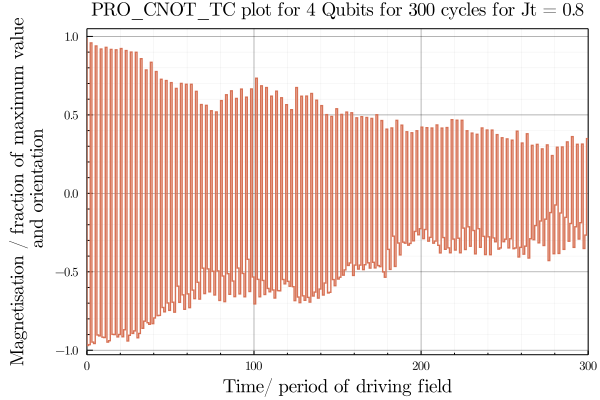 PRO_CNOT_TC plot for 4 Qubits for 300 cycles for Jt = 0.8
Magnetisation / fraction of maximum value
and orientation
1.0
0.5
0.0
−0.5
−1.0
0
100
200
300
Time/ period of driving field